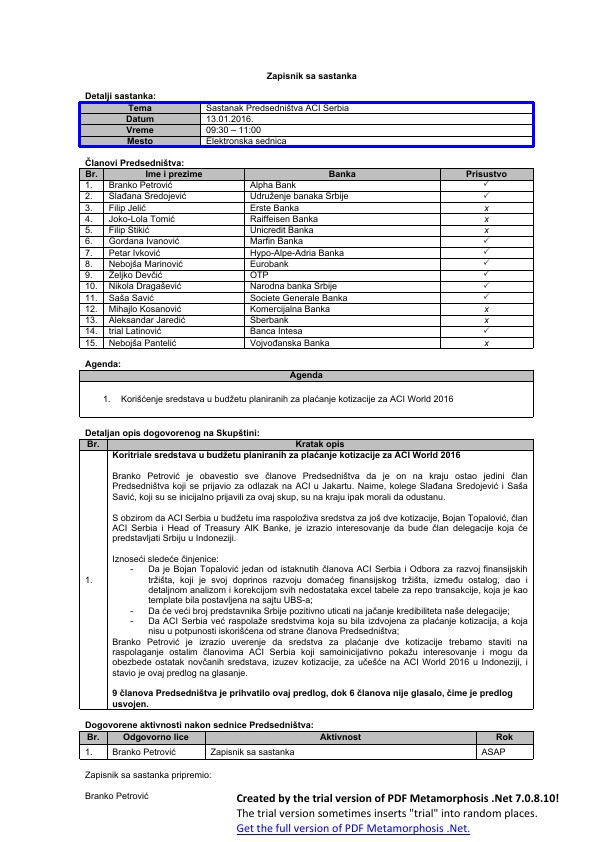 Zapisnik sa sastanka
Detalji sastanka:
Tema Sastanak Predsedništva ACI Serbia
Datum 13.01.2016.
Vreme 09:30 – 11:00
Mesto Elektronska sednica
Članovi Predsedništva:
Br. Ime i prezime Banka Prisustvo
1. Branko Petrović Alpha Bank ✓
2. Slađana Sredojević Udruženje banaka Srbije ✓
3. Filip Jelić Erste Banka x
4. Joko-Lola Tomić Raiffeisen Banka x
5. Filip Stikić Unicredit Banka x
6. Gordana Ivanović Marfin Banka ✓
7. Petar Ivković Hypo-Alpe-Adria Banka ✓
8. Nebojša Marinović Eurobank ✓
9. Željko Devčić OTP ✓
10. Nikola Dragašević Narodna banka Srbije ✓
11. Saša Savić Societe Generale Banka ✓
12. Mihajlo Kosanović Komercijalna Banka x
13. Aleksandar Jaredić Sberbank x
14. trial Latinović Banca Intesa ✓
15. Nebojša Pantelić Vojvođanska Banka x
Agenda:
Agenda
1. Korišćenje sredstava u budžetu planiranih za plaćanje kotizacije za ACI World 2016
Detaljan opis dogovorenog na Skupštini:
Br. Kratak opis
Koritriale sredstava u budžetu planiranih za plaćanje kotizacije za ACI World 2016
Branko Petrović je obavestio sve članove Predsedništva da je on na kraju ostao jedini član
Predsedništva koji se prijavio za odlazak na ACI u Jakartu. Naime, kolege Slađana Sredojević i Saša
Savić, koji su se inicijalno prijavili za ovaj skup, su na kraju ipak morali da odustanu.
S obzirom da ACI Serbia u budžetu ima raspoloživa sredstva za još dve kotizacije, Bojan Topalović, član
ACI Serbia i Head of Treasury AIK Banke, je izrazio interesovanje da bude član delegacije koja će
predstavljati Srbiju u Indoneziji.
Iznoseći sledeće činjenice:
- Da je Bojan Topalović jedan od istaknutih članova ACI Serbia i Odbora za razvoj finansijskih
tržišta, koji je svoj doprinos razvoju domaćeg finansijskog tržišta, između ostalog, dao i
detaljnom analizom i korekcijom svih nedostataka excel tabele za repo transakcije, koja je kao
template bila postavljena na sajtu UBS-a;
- Da će veći broj predstavnika Srbije pozitivno uticati na jačanje kredibiliteta naše delegacije;
- Da ACI Serbia već raspolaže sredstvima koja su bila izdvojena za plaćanje kotizacija, a koja
nisu u potpunosti iskorišćena od strane članova Predsedništva;
1.
Branko Petrović je izrazio uverenje da sredstva za plaćanje dve kotizacije trebamo staviti na
raspolaganje ostalim članovima ACI Serbia koji samoinicijativno pokažu interesovanje i mogu da
obezbede ostatak novčanih sredstava, izuzev kotizacije, za učešće na ACI World 2016 u Indoneziji, i
stavio je ovaj predlog na glasanje.
9 članova Predsedništva je prihvatilo ovaj predlog, dok 6 članova nije glasalo, čime je predlog
usvojen.
Dogovorene aktivnosti nakon sednice Predsedništva:
Br. Odgovorno lice Aktivnost Rok
1. Branko Petrović Zapisnik sa sastanka ASAP
Zapisnik sa sastanka pripremio:
Branko Petrović
Created by the trial version of PDF Metamorphosis .Net 7.0.8.10!
The trial version sometimes inserts "trial" into random places.
Get the full version of PDF Metamorphosis .Net.